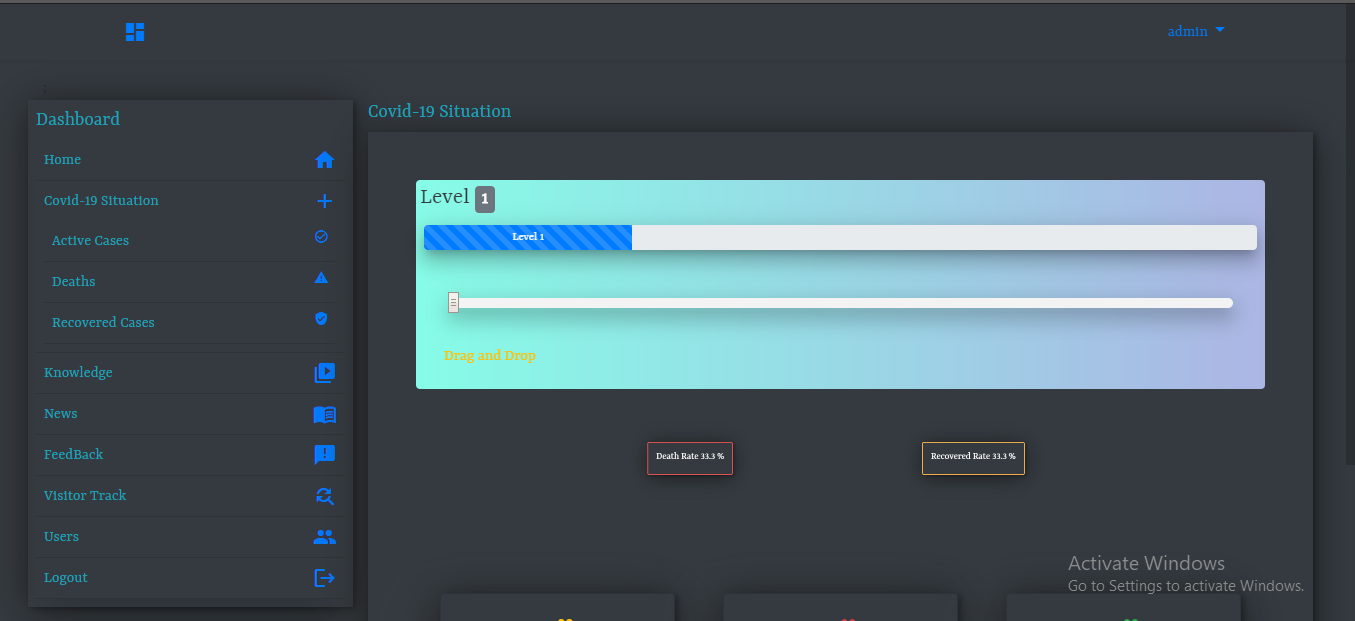 admin
:
Dashboard
Home
Covid-19 Situation
Active Cases
Deaths
Recovered Cases
Knowledge
News
FeedBack
Visitor Track
Users
Logout
Covid-19 Situation
Level 1
Level 1
Drag and Drop
Death Rate 33.3 %
Recovered Rate 33.3 %
Activate Windows
Go to Settings to activate Windows.